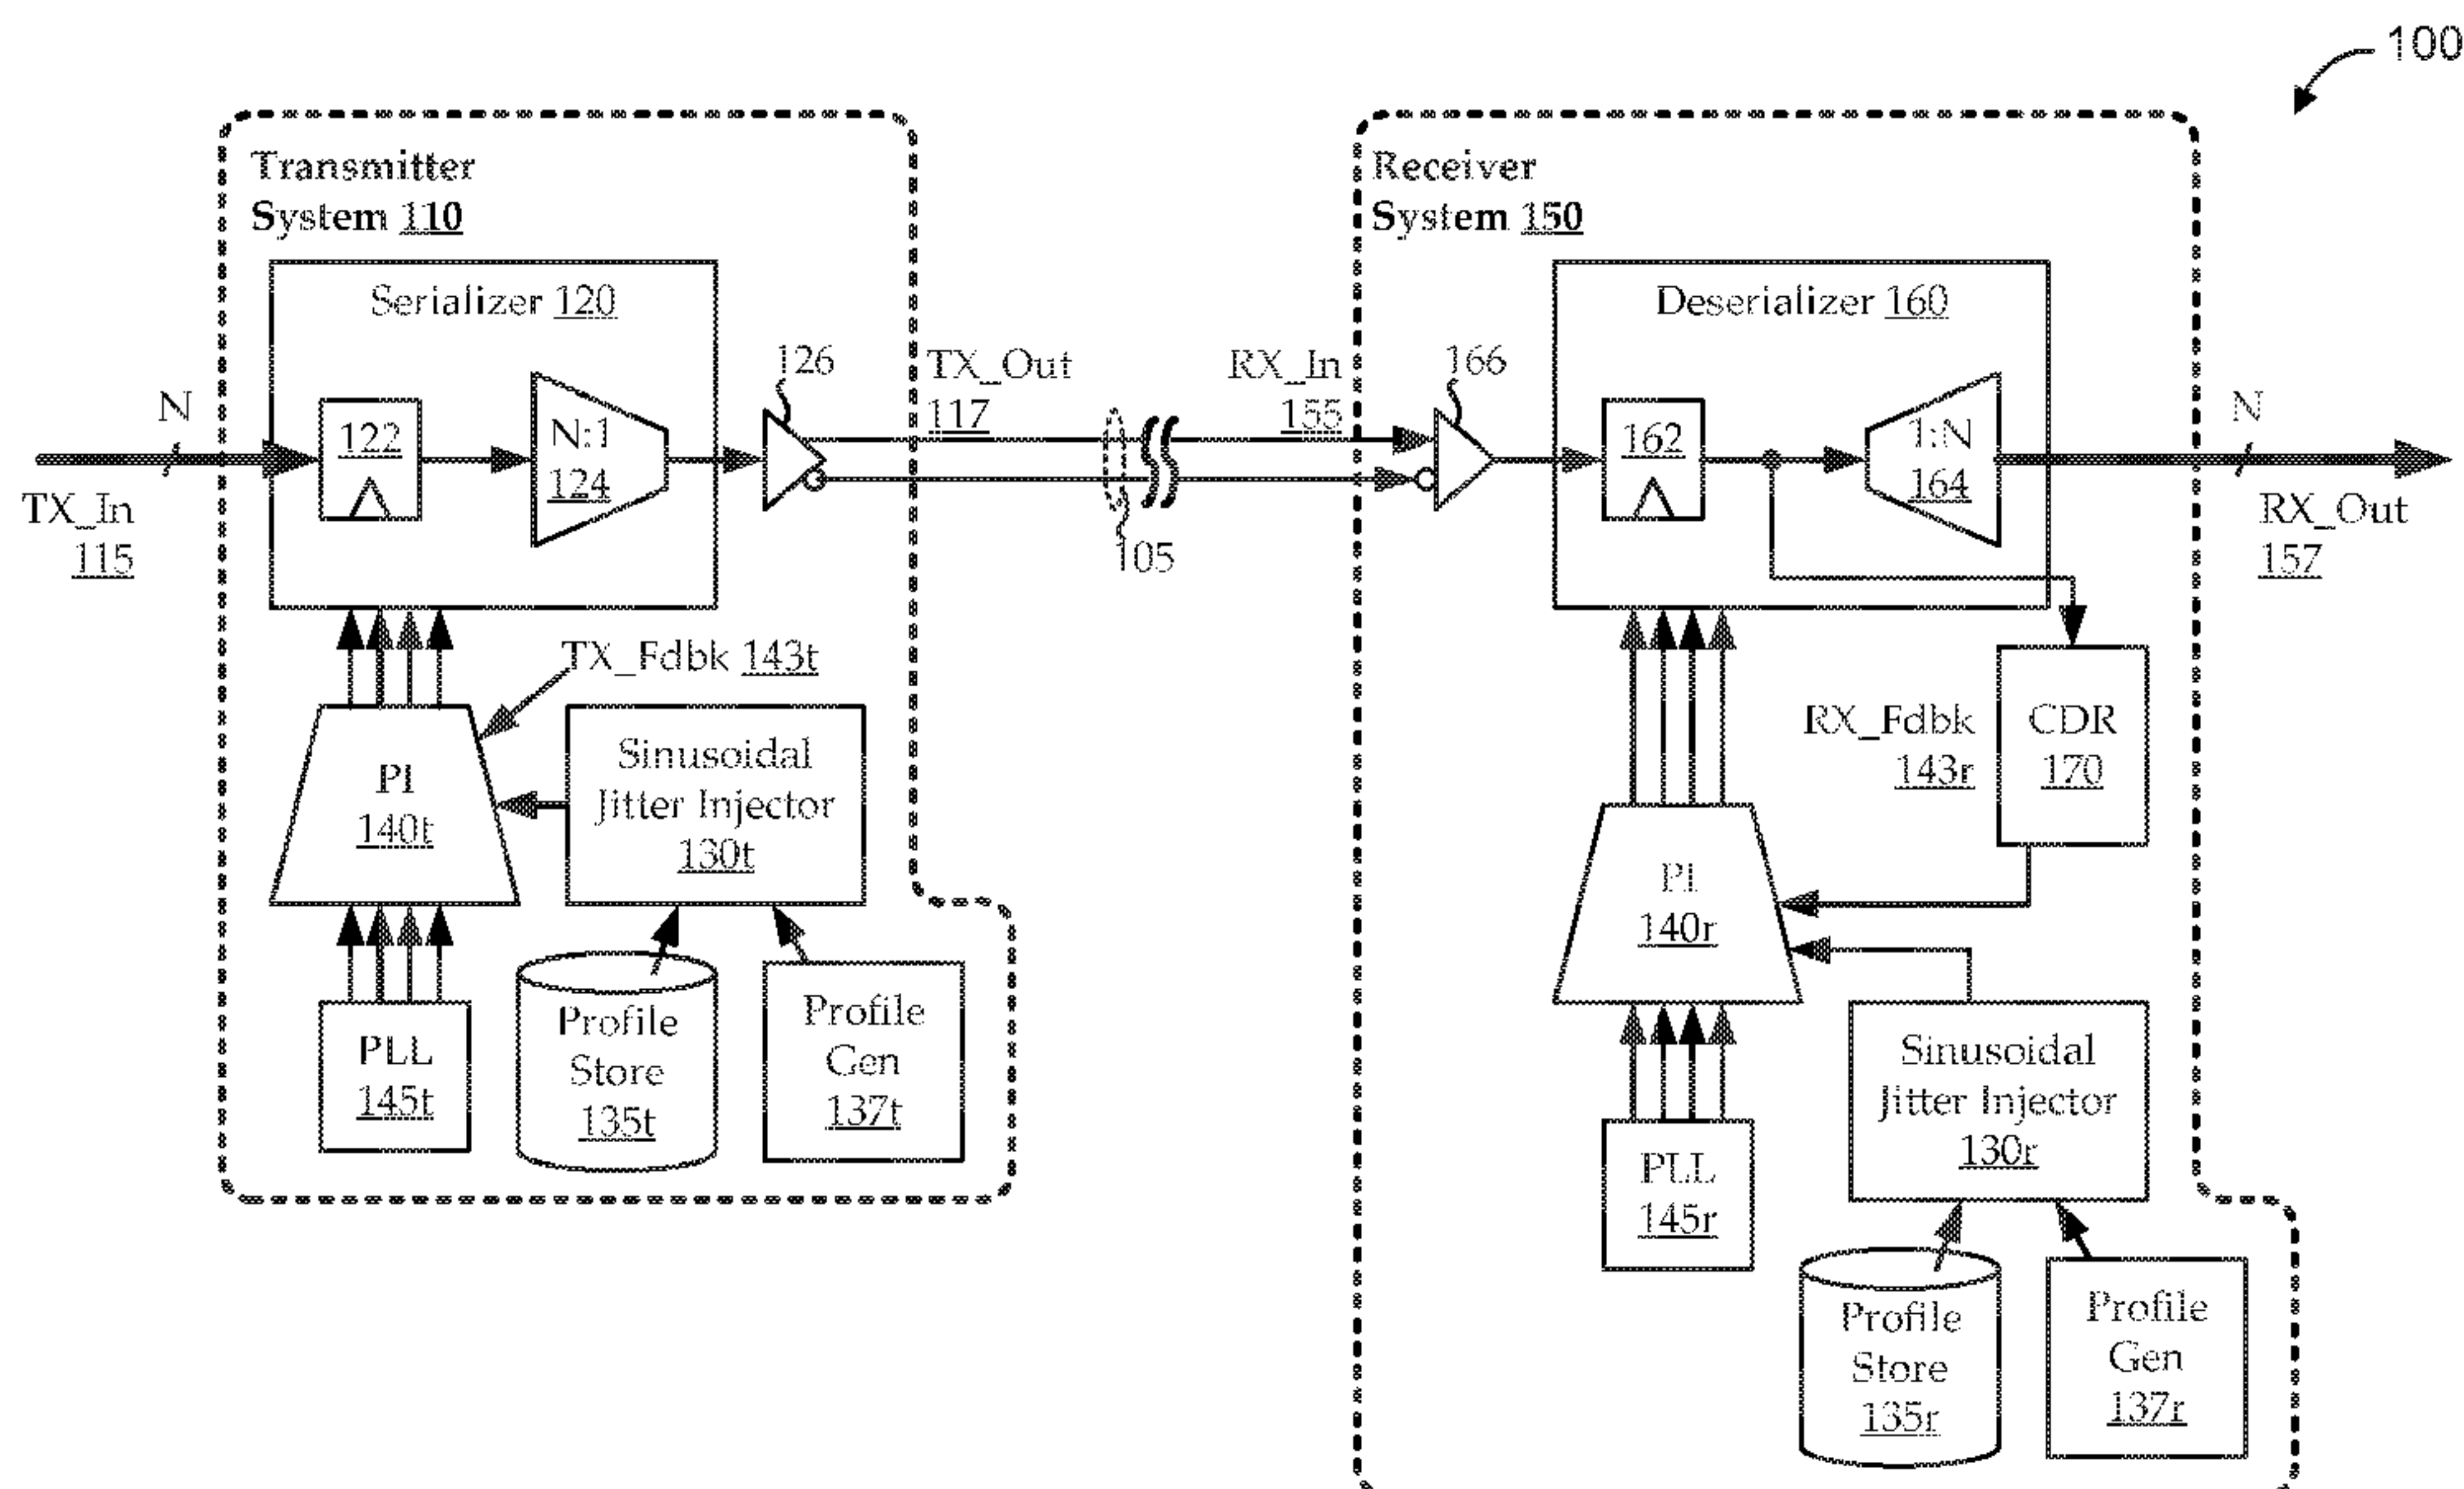 100
Transmitter
System 110
Serializer 120
N
TX_In
115
122
N:1
124
126
TX_Out
117
105
TX_Fdbk 143t
PI
140t
Sinusoidal
Jitter Injector
130t
PLL
145t
Profile
Store
135t
Profile
Gen
137t
Receiver
System 150
RX_In
155
166
Deserializer 160
162
1:N
164
N
RX_Out
157
RX_Fdbk
143r
CDR
170
PI
140r
Sinusoidal
Jitter Injector
130r
PLL
145r
Profile
Store
135r
Profile
Gen
137r